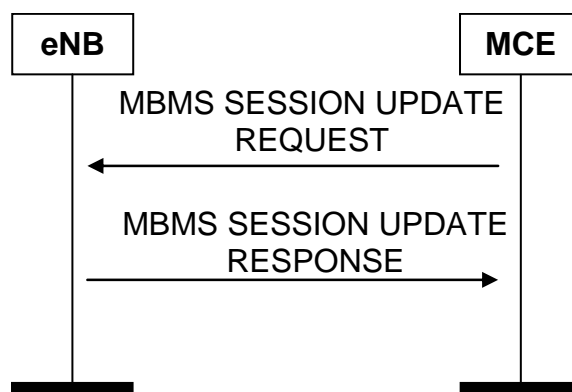 eNB
MCE
MBMS SESSION UPDATE
REQUEST
MBMS SESSION UPDATE
RESPONSE